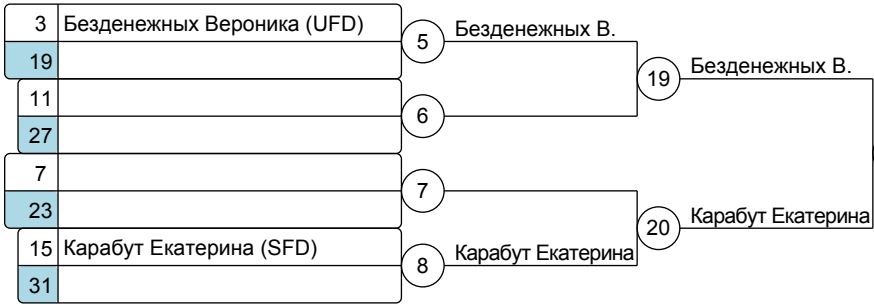 3 Безденежных Вероника (UFD)
19
5 Безденежных В.
11
27
6
19 Безденежных В.
7
23
7
15 Карабут Екатерина (SFD)
31
8 Карабут Екатерина
20 Карабут Екатерина